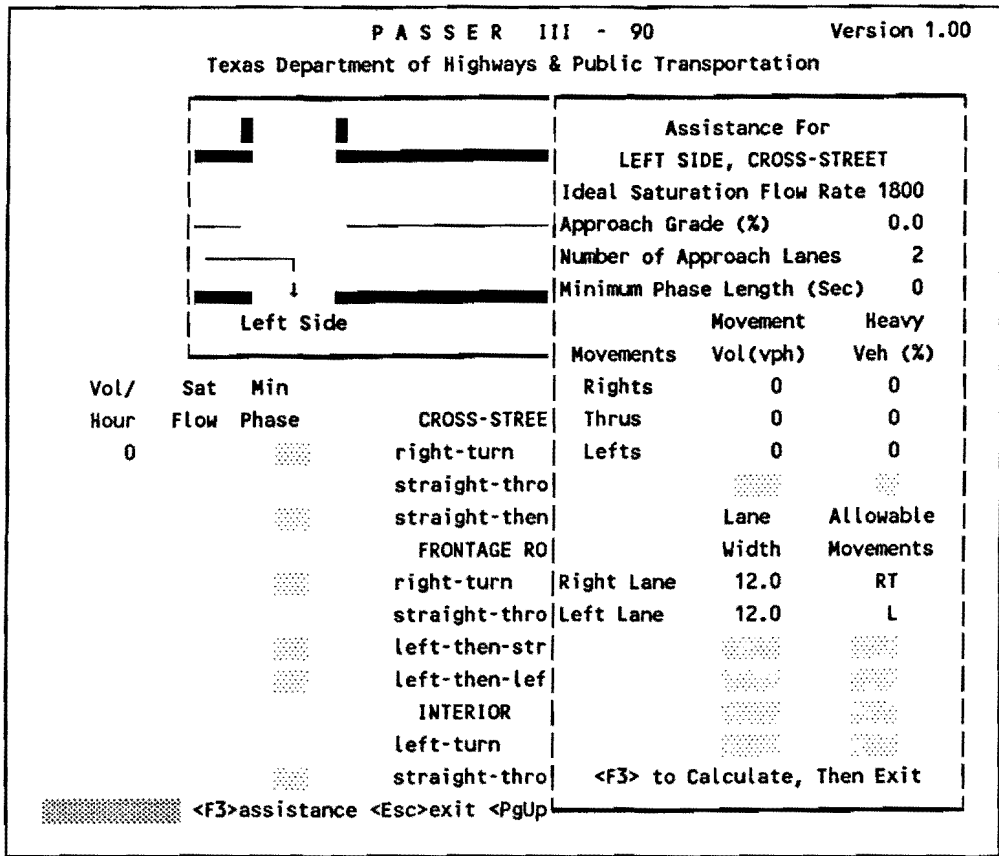 P A S S E R III - 90 Version 1.00
Texas Department of Highways & Public Transportation
Assistance For
LEFT SIDE, CROSS-STREET
Ideal Saturation Flow Rate 1800
Approach Grade (%) 0.0
Number of Approach Lanes 2
Minimum Phase Length (Sec) 0
Left Side Movement Heavy
Movements Vol(vph) Veh (%)
Vol/ Sat Min Rights 0 0
Hour Flow Phase CROSS-STREE Thrus 0 0
0 right-turn Lefts 0 0
straight-thro
straight-then Lane Allowable
FRONTAGE RO Width Movements
right-turn Right Lane 12.0 RT
straight-thro Left Lane 12.0 L
left-then-str
left-then-lef
INTERIOR
left-turn
straight-thro <F3> to Calculate, Then Exit
<F3>assistance <Esc>exit <PgUp